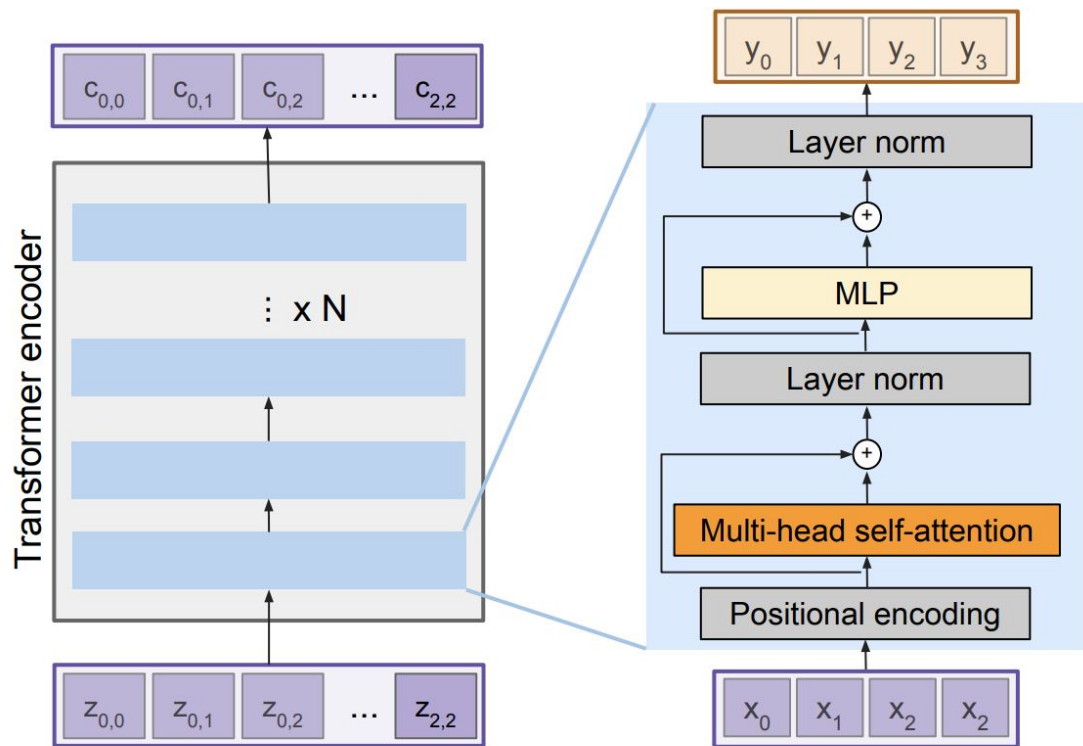 c0,0 c0,1 c0,2 ... c2,2
Transformer encoder
⋮ x N
z0,0 z0,1 z0,2 ... z2,2
y0 y1 y2 y3
Layer norm
+
MLP
Layer norm
+
Multi-head self-attention
Positional encoding
x0 x1 x2 x2